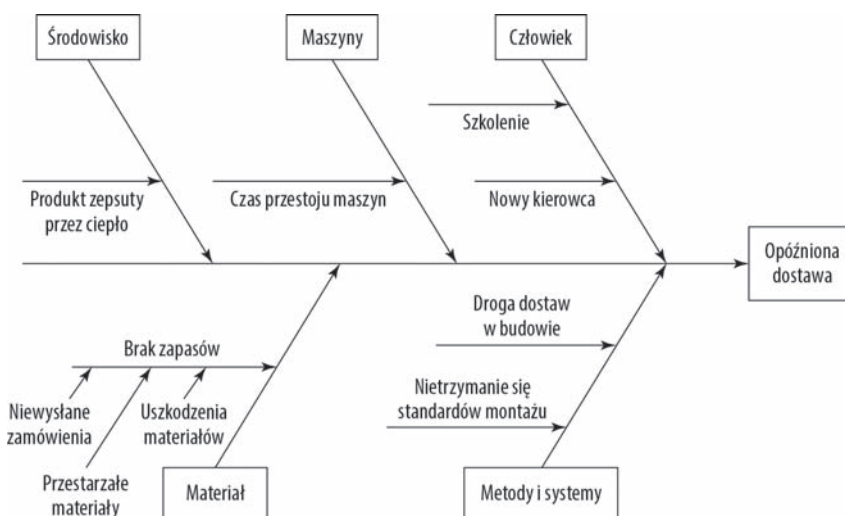 Środowisko
Maszyny
Człowiek
Szkolenie
Produkt zepsuty
przez ciepło
Czas przestoju maszyn
Nowy kierowca
Opóźniona
dostawa
Droga dostaw
w budowie
Brak zapasów
Nietrzymanie się
standardów montażu
Niewysłane
zamówienia
Uszkodzenia
materiałów
Przestarzałe
materiały
Materiał
Metody i systemy